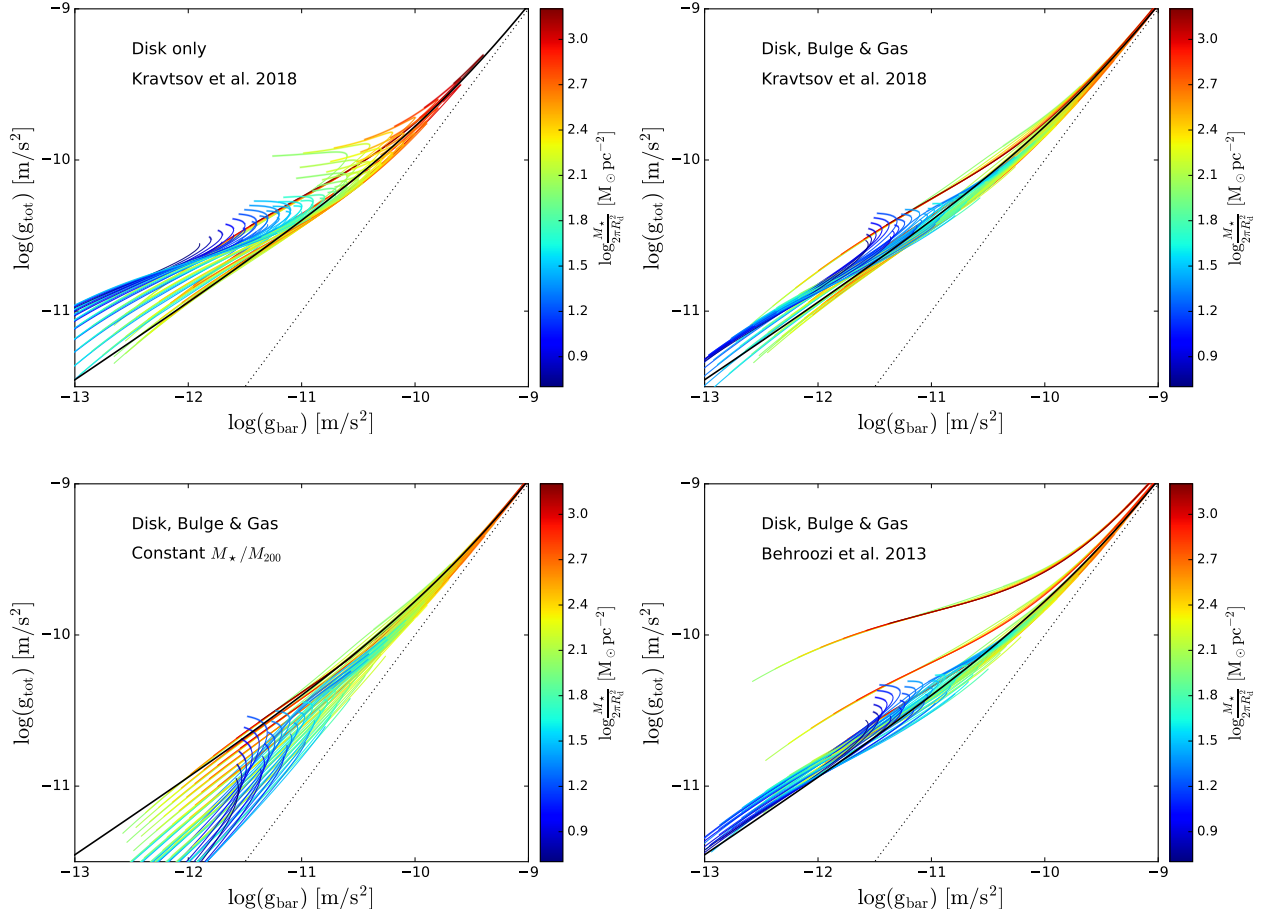 Disk only
Kravtsov et al. 2018
−9
−10
−11
log(g_tot) [m/s²]
−13 −12 −11 −10 −9
log(g_bar) [m/s²]
3.0
2.7
2.4
2.1
1.8
1.5
1.2
0.9
log M⋆/2πR_d² [M⊙ pc⁻²]
Disk, Bulge & Gas
Kravtsov et al. 2018
−9
−10
−11
log(g_tot) [m/s²]
−13 −12 −11 −10 −9
log(g_bar) [m/s²]
3.0
2.7
2.4
2.1
1.8
1.5
1.2
0.9
log M⋆/2πR_d² [M⊙ pc⁻²]
Disk, Bulge & Gas
Constant M⋆/M₂₀₀
−9
−10
−11
log(g_tot) [m/s²]
−13 −12 −11 −10 −9
log(g_bar) [m/s²]
3.0
2.7
2.4
2.1
1.8
1.5
1.2
0.9
log M⋆/2πR_d² [M⊙ pc⁻²]
Disk, Bulge & Gas
Behroozi et al. 2013
−9
−10
−11
log(g_tot) [m/s²]
−13 −12 −11 −10 −9
log(g_bar) [m/s²]
3.0
2.7
2.4
2.1
1.8
1.5
1.2
0.9
log M⋆/2πR_d² [M⊙ pc⁻²]